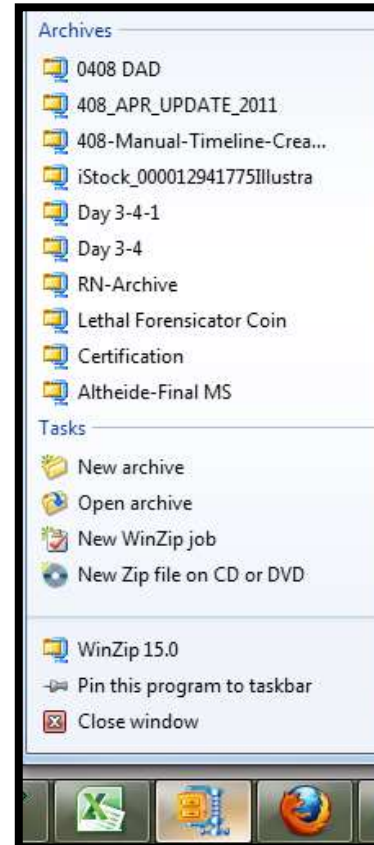 Archives
0408 DAD
408_APR_UPDATE_2011
408-Manual-Timeline-Crea...
iStock_000012941775Illustra
Day 3-4-1
Day 3-4
RN-Archive
Lethal Forensicator Coin
Certification
Altheide-Final MS
Tasks
New archive
Open archive
New WinZip job
New Zip file on CD or DVD
WinZip 15.0
Pin this program to taskbar
Close window